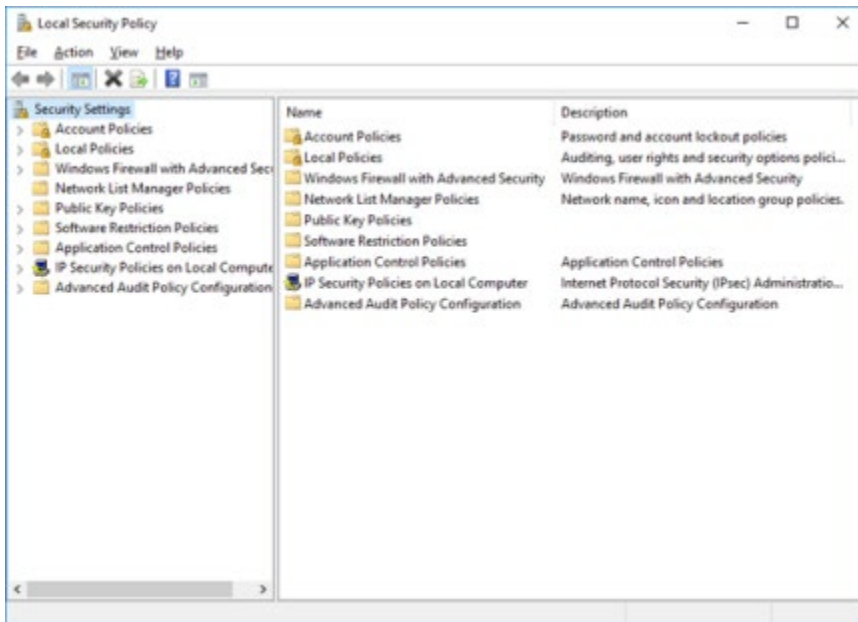 Local Security Policy
File Action View Help
Security Settings
Account Policies
Local Policies
Windows Firewall with Advanced Sec
Network List Manager Policies
Public Key Policies
Software Restriction Policies
Application Control Policies
IP Security Policies on Local Compute
Advanced Audit Policy Configuration
Name Description
Account Policies Password and account lockout policies
Local Policies Auditing, user rights and security options polici...
Windows Firewall with Advanced Security Windows Firewall with Advanced Security
Network List Manager Policies Network name, icon and location group policies.
Public Key Policies
Software Restriction Policies
Application Control Policies Application Control Policies
IP Security Policies on Local Computer Internet Protocol Security (IPsec) Administratio...
Advanced Audit Policy Configuration Advanced Audit Policy Configuration